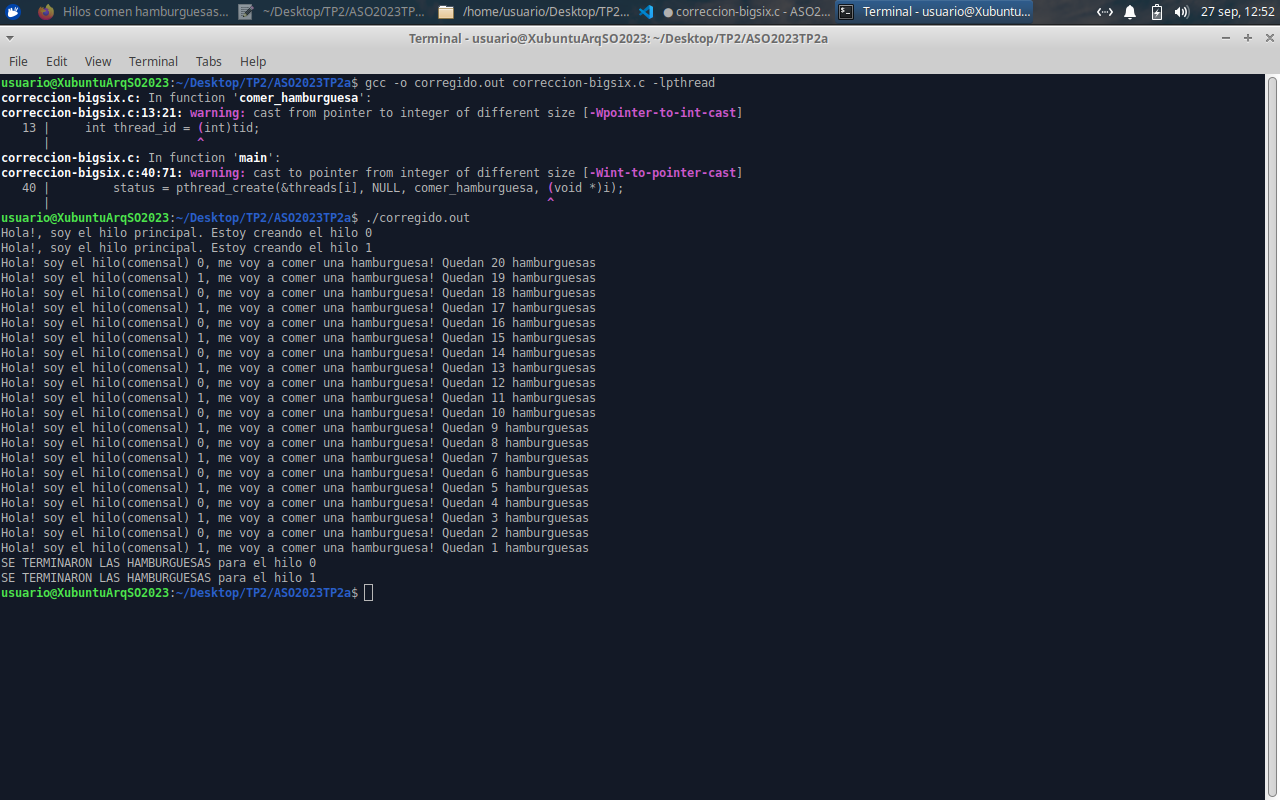 Hilos comen hamburguesas... ~/Desktop/TP2/ASO2023TP... /home/usuario/Desktop/TP2... ● correccion-bigsix.c - ASO2... Terminal - usuario@Xubuntu... 27 sep, 12:52
Terminal - usuario@XubuntuArqSO2023: ~/Desktop/TP2/ASO2023TP2a
File Edit View Terminal Tabs Help
usuario@XubuntuArqSO2023:~/Desktop/TP2/ASO2023TP2a$ gcc -o corregido.out correccion-bigsix.c -lpthread
correccion-bigsix.c: In function 'comer_hamburguesa':
correccion-bigsix.c:13:21: warning: cast from pointer to integer of different size [-Wpointer-to-int-cast]
   13 |     int thread_id = (int)tid;
      |                     ^
correccion-bigsix.c: In function 'main':
correccion-bigsix.c:40:71: warning: cast to pointer from integer of different size [-Wint-to-pointer-cast]
   40 |         status = pthread_create(&threads[i], NULL, comer_hamburguesa, (void *)i);
      |                                                                       ^
usuario@XubuntuArqSO2023:~/Desktop/TP2/ASO2023TP2a$ ./corregido.out
Hola!, soy el hilo principal. Estoy creando el hilo 0
Hola!, soy el hilo principal. Estoy creando el hilo 1
Hola! soy el hilo(comensal) 0, me voy a comer una hamburguesa! Quedan 20 hamburguesas
Hola! soy el hilo(comensal) 1, me voy a comer una hamburguesa! Quedan 19 hamburguesas
Hola! soy el hilo(comensal) 0, me voy a comer una hamburguesa! Quedan 18 hamburguesas
Hola! soy el hilo(comensal) 1, me voy a comer una hamburguesa! Quedan 17 hamburguesas
Hola! soy el hilo(comensal) 0, me voy a comer una hamburguesa! Quedan 16 hamburguesas
Hola! soy el hilo(comensal) 1, me voy a comer una hamburguesa! Quedan 15 hamburguesas
Hola! soy el hilo(comensal) 0, me voy a comer una hamburguesa! Quedan 14 hamburguesas
Hola! soy el hilo(comensal) 1, me voy a comer una hamburguesa! Quedan 13 hamburguesas
Hola! soy el hilo(comensal) 0, me voy a comer una hamburguesa! Quedan 12 hamburguesas
Hola! soy el hilo(comensal) 1, me voy a comer una hamburguesa! Quedan 11 hamburguesas
Hola! soy el hilo(comensal) 0, me voy a comer una hamburguesa! Quedan 10 hamburguesas
Hola! soy el hilo(comensal) 1, me voy a comer una hamburguesa! Quedan 9 hamburguesas
Hola! soy el hilo(comensal) 0, me voy a comer una hamburguesa! Quedan 8 hamburguesas
Hola! soy el hilo(comensal) 1, me voy a comer una hamburguesa! Quedan 7 hamburguesas
Hola! soy el hilo(comensal) 0, me voy a comer una hamburguesa! Quedan 6 hamburguesas
Hola! soy el hilo(comensal) 1, me voy a comer una hamburguesa! Quedan 5 hamburguesas
Hola! soy el hilo(comensal) 0, me voy a comer una hamburguesa! Quedan 4 hamburguesas
Hola! soy el hilo(comensal) 1, me voy a comer una hamburguesa! Quedan 3 hamburguesas
Hola! soy el hilo(comensal) 0, me voy a comer una hamburguesa! Quedan 2 hamburguesas
Hola! soy el hilo(comensal) 1, me voy a comer una hamburguesa! Quedan 1 hamburguesas
SE TERMINARON LAS HAMBURGUESAS para el hilo 0
SE TERMINARON LAS HAMBURGUESAS para el hilo 1
usuario@XubuntuArqSO2023:~/Desktop/TP2/ASO2023TP2a$